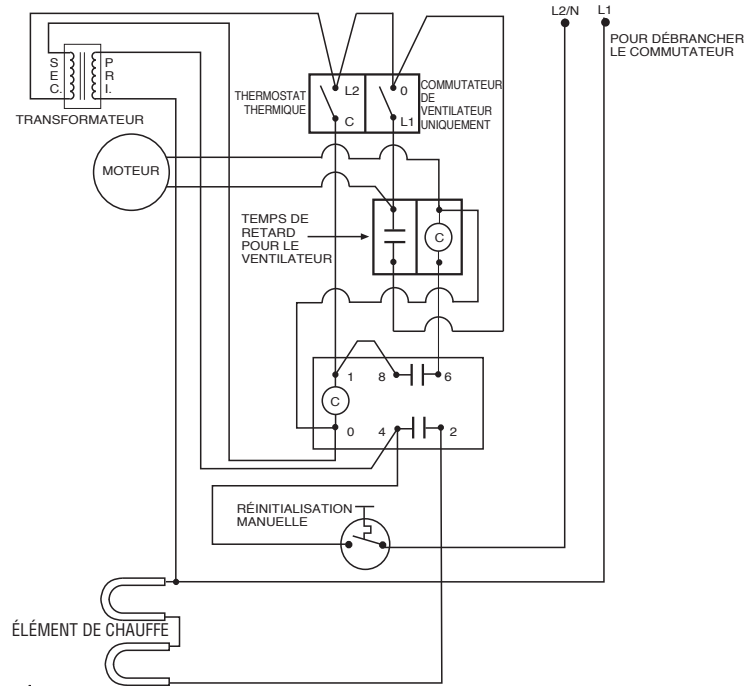 L2/N L1
POUR DÉBRANCHER
LE COMMUTATEUR
S
E
C.
P
R
I.
TRANSFORMATEUR
THERMOSTAT
THERMIQUE
L2
C
0
L1
COMMUTATEUR
DE
VENTILATEUR
UNIQUEMENT
MOTEUR
TEMPS DE
RETARD
POUR LE
VENTILATEUR
C
1 8 6
C
0 4 2
RÉINITIALISATION
MANUELLE
ÉLÉMENT DE CHAUFFE